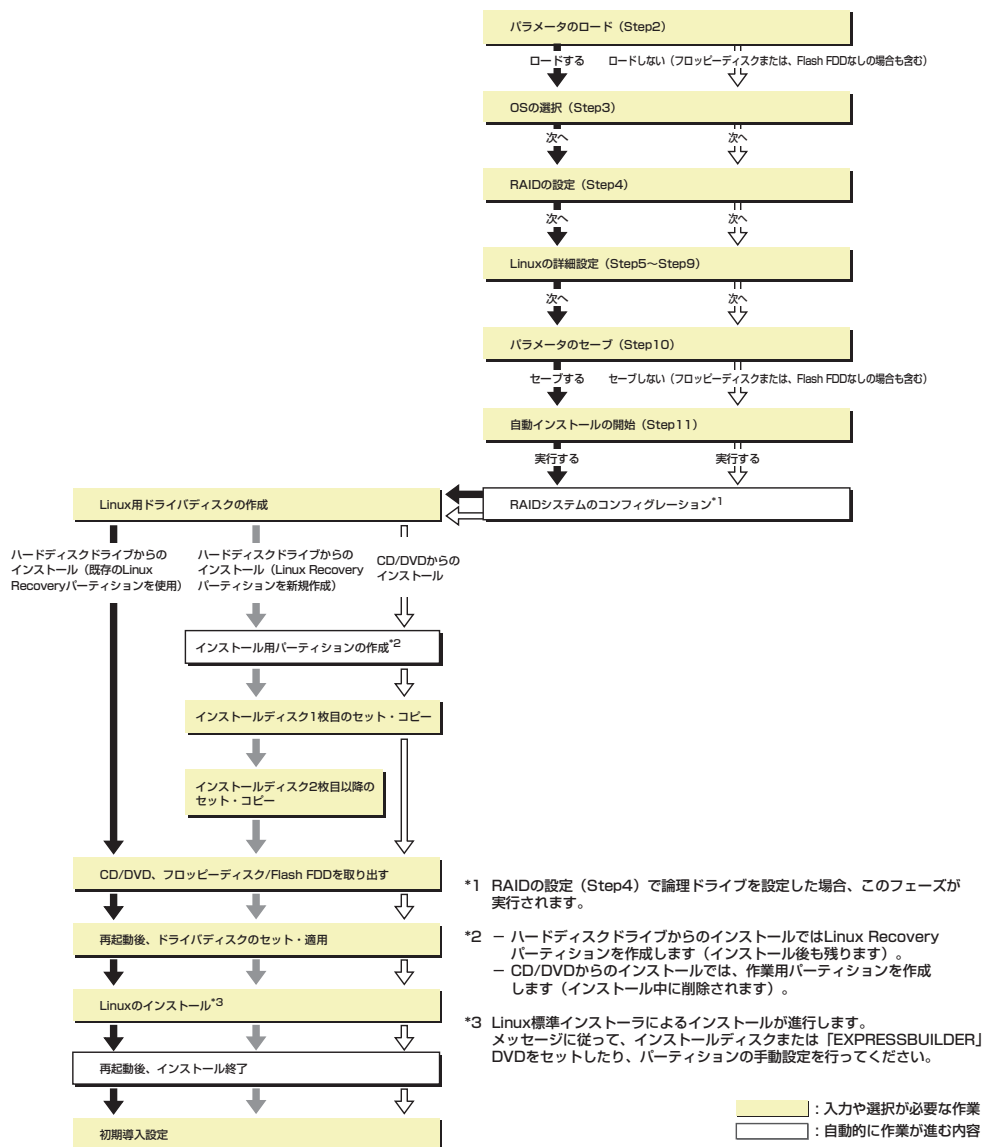 パラメータのロード（Step2）
ロードする　ロードしない（フロッピーディスクまたは、Flash FDDなしの場合も含む）
OSの選択（Step3）
次へ　次へ
RAIDの設定（Step4）
次へ　次へ
Linuxの詳細設定（Step5～Step9）
次へ　次へ
パラメータのセーブ（Step10）
セーブする　セーブしない（フロッピーディスクまたは、Flash FDDなしの場合も含む）
自動インストールの開始（Step11）
実行する　実行する
RAIDシステムのコンフィグレーション*1
Linux用ドライバディスクの作成
ハードディスクドライブからの
インストール（既存のLinux
Recoveryパーティションを使用）
ハードディスクドライブからの
インストール（Linux Recovery
パーティションを新規作成）
CD/DVDからの
インストール
インストール用パーティションの作成*2
インストールディスク1枚目のセット・コピー
インストールディスク2枚目以降の
セット・コピー
CD/DVD、フロッピーディスク/Flash FDDを取り出す
再起動後、ドライバディスクのセット・適用
Linuxのインストール*3
再起動後、インストール終了
初期導入設定
*1 RAIDの設定（Step4）で論理ドライブを設定した場合、このフェーズが
実行されます。
*2 － ハードディスクドライブからのインストールではLinux Recovery
パーティションを作成します（インストール後も残ります）。
－ CD/DVDからのインストールでは、作業用パーティションを作成
します（インストール中に削除されます）。
*3 Linux標準インストーラによるインストールが進行します。
メッセージに従って、インストールディスクまたは「EXPRESSBUILDER」
DVDをセットしたり、パーティションの手動設定を行ってください。
：入力や選択が必要な作業
：自動的に作業が進む内容